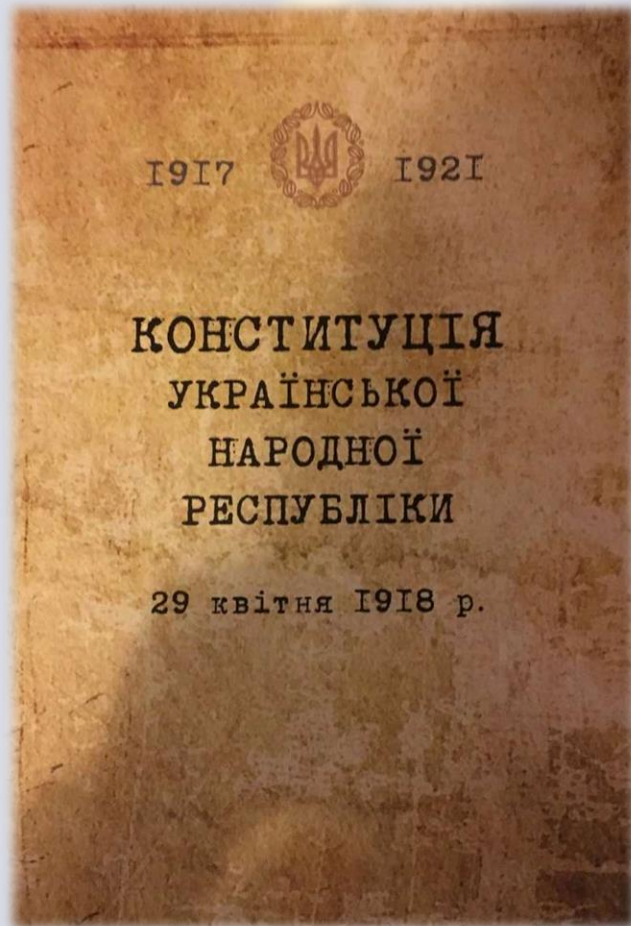 1917 1921
КОНСТИТУЦІЯ
УКРАЇНСЬКОЇ
НАРОДНОЇ
РЕСПУБЛІКИ
29 квітня 1918 р.